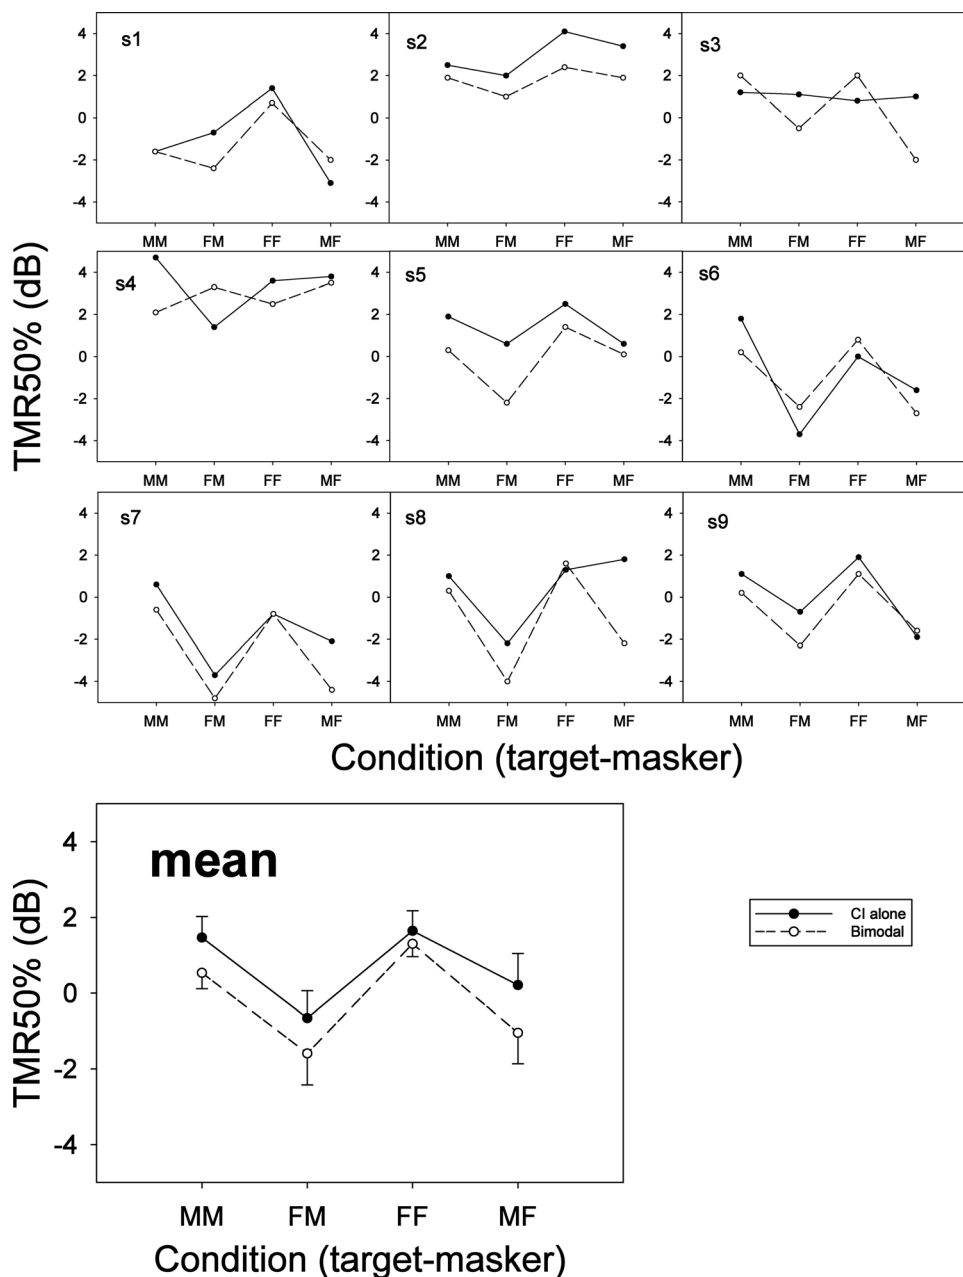 s1
s2
s3
4
2
0
-2
-4
4
2
0
-2
-4
4
2
0
-2
-4
MM FM FF MF
MM FM FF MF
MM FM FF MF
s4
s5
s6
4
2
0
-2
-4
4
2
0
-2
-4
4
2
0
-2
-4
MM FM FF MF
MM FM FF MF
MM FM FF MF
s7
s8
s9
4
2
0
-2
-4
4
2
0
-2
-4
4
2
0
-2
-4
MM FM FF MF
MM FM FF MF
MM FM FF MF
TMR50% (dB)
Condition (target-masker)
mean
4
2
0
-2
-4
TMR50% (dB)
MM FM FF MF
Condition (target-masker)
CI alone
Bimodal